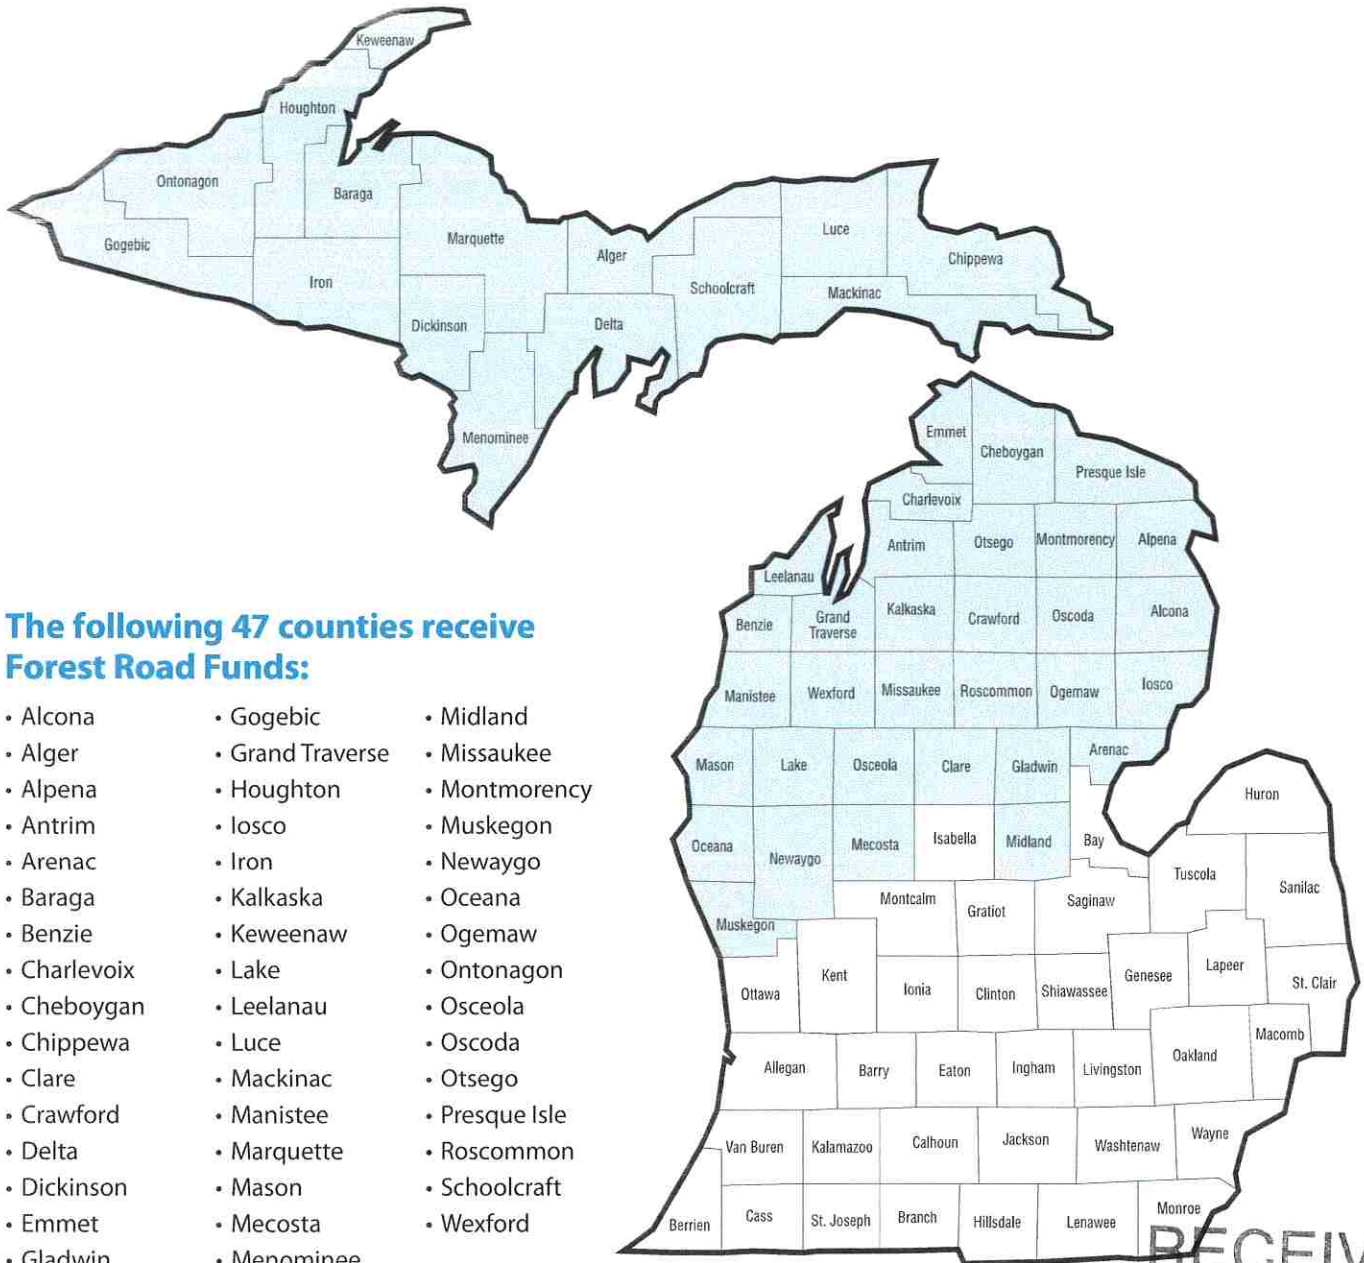 Keweenaw
Houghton
Ontonagon
Baraga
Gogebic
Marquette
Iron
Dickinson
Alger
Delta
Schoolcraft
Luce
Chippewa
Mackinac
Menominee
Emmet
Cheboygan
Presque Isle
Charlevoix
Antrim
Otsego
Montmorency
Alpena
Leelanau
Benzie
Grand
Traverse
Kalkaska
Crawford
Oscoda
Alcona
Manistee
Wexford
Missaukee
Roscommon
Ogemaw
Iosco
Mason
Lake
Osceola
Clare
Gladwin
Arenac
Oceana
Newaygo
Mecosta
Isabella
Midland
Bay
Huron
Muskegon
Montcalm
Gratiot
Saginaw
Tuscola
Sanilac
Ottawa
Kent
Ionia
Clinton
Shiawassee
Genesee
Lapeer
St. Clair
Allegan
Barry
Eaton
Ingham
Livingston
Oakland
Macomb
Van Buren
Kalamazoo
Calhoun
Jackson
Washtenaw
Wayne
Berrien
Cass
St. Joseph
Branch
Hillsdale
Lenawee
Monroe
The following 47 counties receive
Forest Road Funds:
• Alcona
• Alger
• Alpena
• Antrim
• Arenac
• Baraga
• Benzie
• Charlevoix
• Cheboygan
• Chippewa
• Clare
• Crawford
• Delta
• Dickinson
• Emmet
• Gladwin
• Gogebic
• Grand Traverse
• Houghton
• Iosco
• Iron
• Kalkaska
• Keweenaw
• Lake
• Leelanau
• Luce
• Mackinac
• Manistee
• Marquette
• Mason
• Mecosta
• Menominee
• Midland
• Missaukee
• Montmorency
• Muskegon
• Newaygo
• Oceana
• Ogemaw
• Ontonagon
• Osceola
• Oscoda
• Otsego
• Presque Isle
• Roscommon
• Schoolcraft
• Wexford
RECEIV